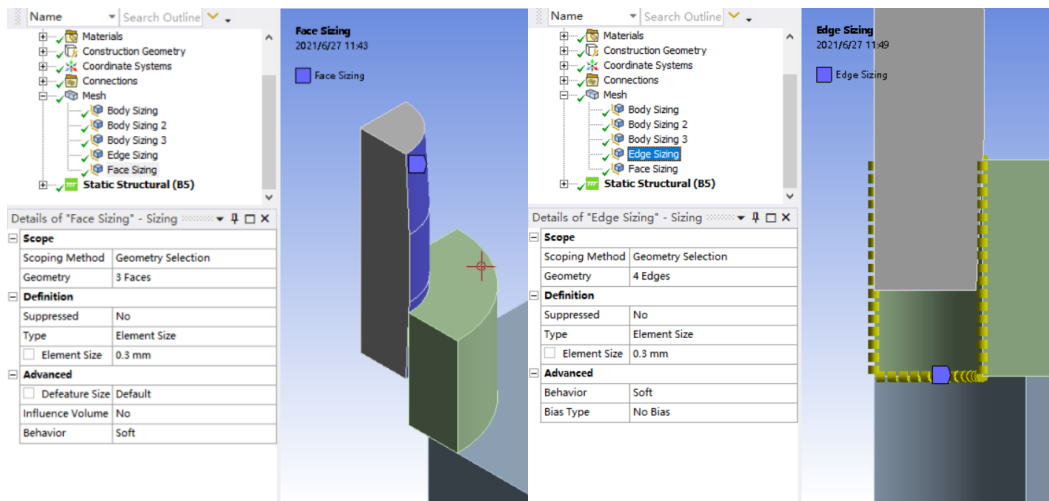 Name
Search Outline
Materials
Construction Geometry
Coordinate Systems
Connections
Mesh
Body Sizing
Body Sizing 2
Body Sizing 3
Edge Sizing
Face Sizing
Static Structural (B5)
Details of "Face Sizing" - Sizing
Scope
Scoping Method Geometry Selection
Geometry 3 Faces
Definition
Suppressed No
Type Element Size
Element Size 0.3 mm
Advanced
Defeature Size Default
Influence Volume No
Behavior Soft
Face Sizing
2021/6/27 11:43
Face Sizing
Name
Search Outline
Materials
Construction Geometry
Coordinate Systems
Connections
Mesh
Body Sizing
Body Sizing 2
Body Sizing 3
Edge Sizing
Face Sizing
Static Structural (B5)
Details of "Edge Sizing" - Sizing
Scope
Scoping Method Geometry Selection
Geometry 4 Edges
Definition
Suppressed No
Type Element Size
Element Size 0.3 mm
Advanced
Behavior Soft
Bias Type No Bias
Edge Sizing
2021/6/27 11:49
Edge Sizing